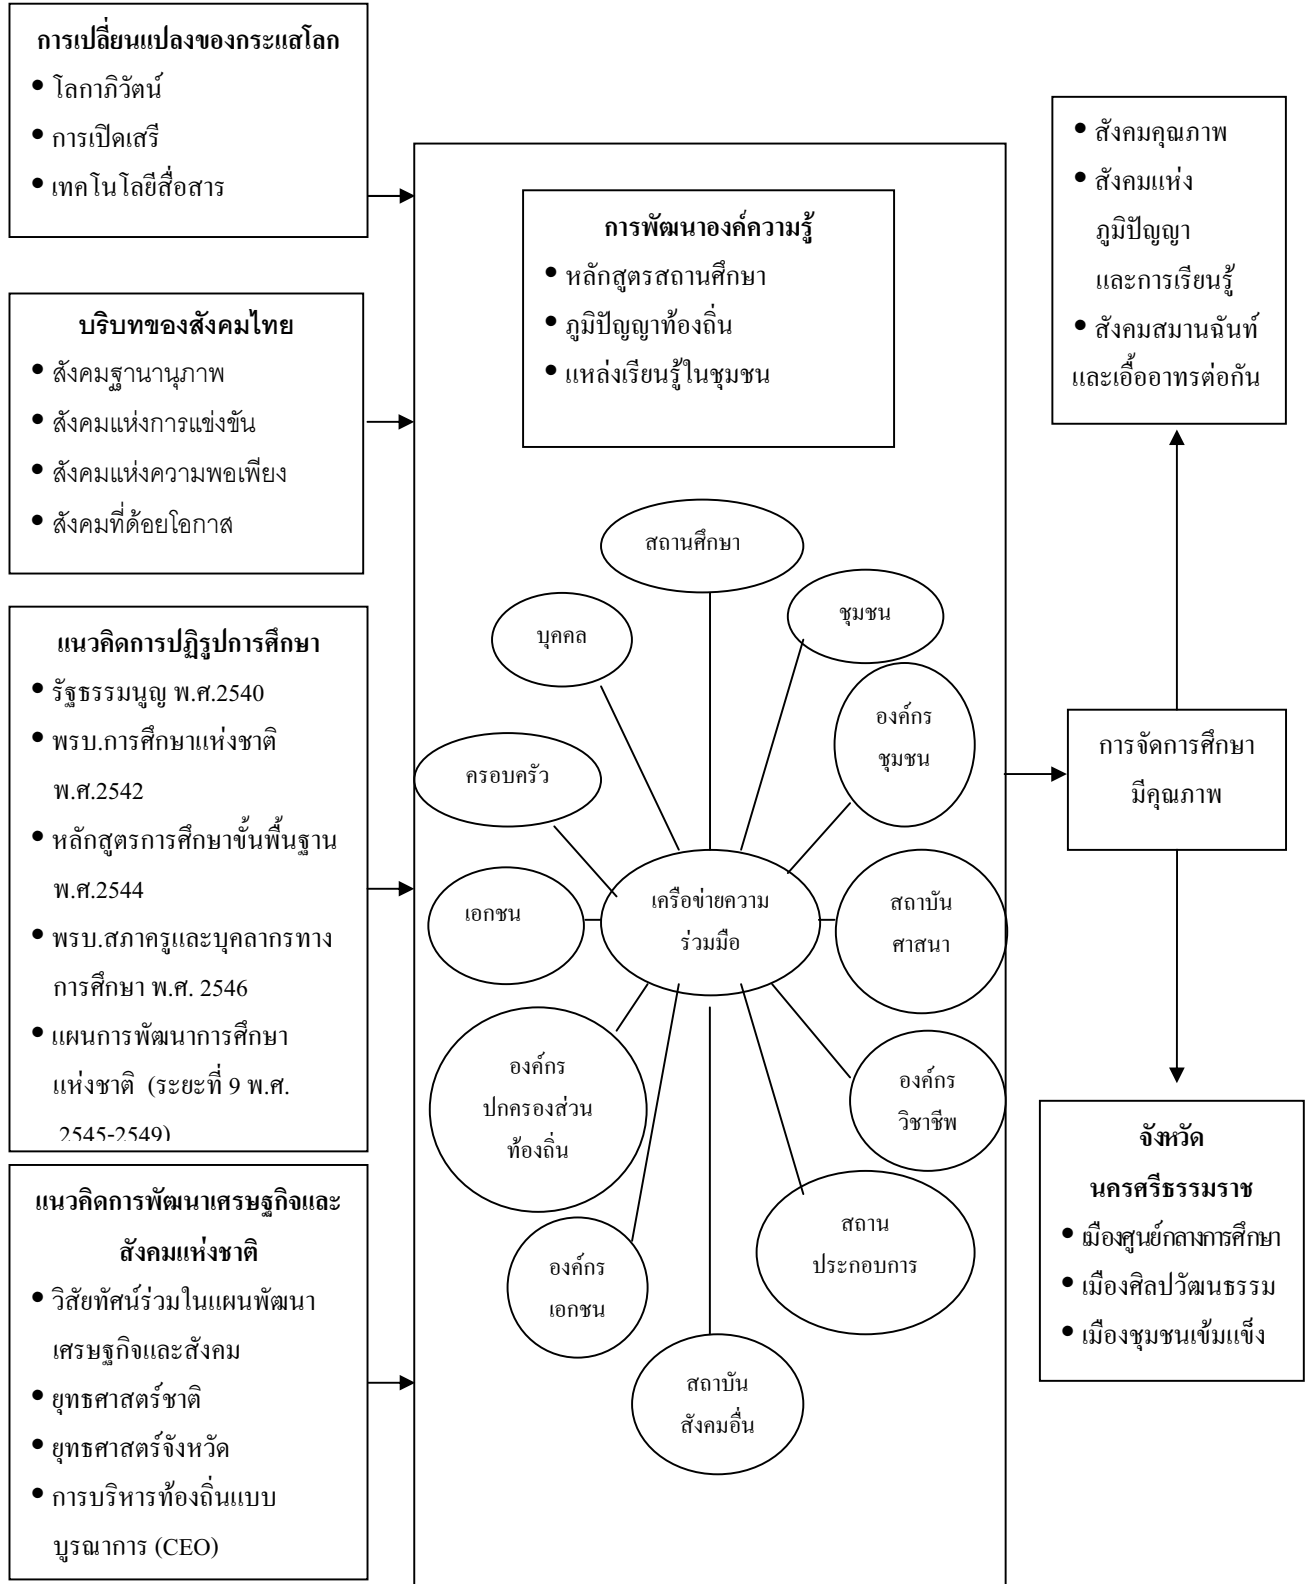 การเปลี่ยนแปลงของกระแสโลก
• โลกาภิวัตน์
• การเปิดเสรี
• เทคโนโลยีสื่อสาร
บริบทของสังคมไทย
• สังคมฐานานุภาพ
• สังคมแห่งการแข่งขัน
• สังคมแห่งความพอเพียง
• สังคมที่ด้อยโอกาส
แนวคิดการปฏิรูปการศึกษา
• รัฐธรรมนูญ พ.ศ.2540
• พรบ.การศึกษาแห่งชาติ
พ.ศ.2542
• หลักสูตรการศึกษาขั้นพื้นฐาน
พ.ศ.2544
• พรบ.สภาครูและบุคลากรทาง
การศึกษา พ.ศ. 2546
• แผนการพัฒนาการศึกษา
แห่งชาติ (ระยะที่ 9 พ.ศ.
2545-2549)
แนวคิดการพัฒนาเศรษฐกิจและ
สังคมแห่งชาติ
• วิสัยทัศน์ร่วมในแผนพัฒนา
เศรษฐกิจและสังคม
• ยุทธศาสตร์ชาติ
• ยุทธศาสตร์จังหวัด
• การบริหารท้องถิ่นแบบ
บูรณาการ (CEO)
การพัฒนาองค์ความรู้
• หลักสูตรสถานศึกษา
• ภูมิปัญญาท้องถิ่น
• แหล่งเรียนรู้ในชุมชน
สถานศึกษา
ชุมชน
บุคคล
องค์กร
ชุมชน
ครอบครัว
เอกชน
เครือข่ายความ
ร่วมมือ
สถาบัน
ศาสนา
องค์กร
ปกครองส่วน
ท้องถิ่น
องค์กร
วิชาชีพ
องค์กร
เอกชน
สถาน
ประกอบการ
สถาบัน
สังคมอื่น
• สังคมคุณภาพ
• สังคมแห่ง
ภูมิปัญญา
และการเรียนรู้
• สังคมสมานฉันท์
และเอื้ออาทรต่อกัน
การจัดการศึกษา
มีคุณภาพ
จังหวัด
นครศรีธรรมราช
• เมืองศูนย์กลางการศึกษา
• เมืองศิลปวัฒนธรรม
• เมืองชุมชนเข้มแข็ง